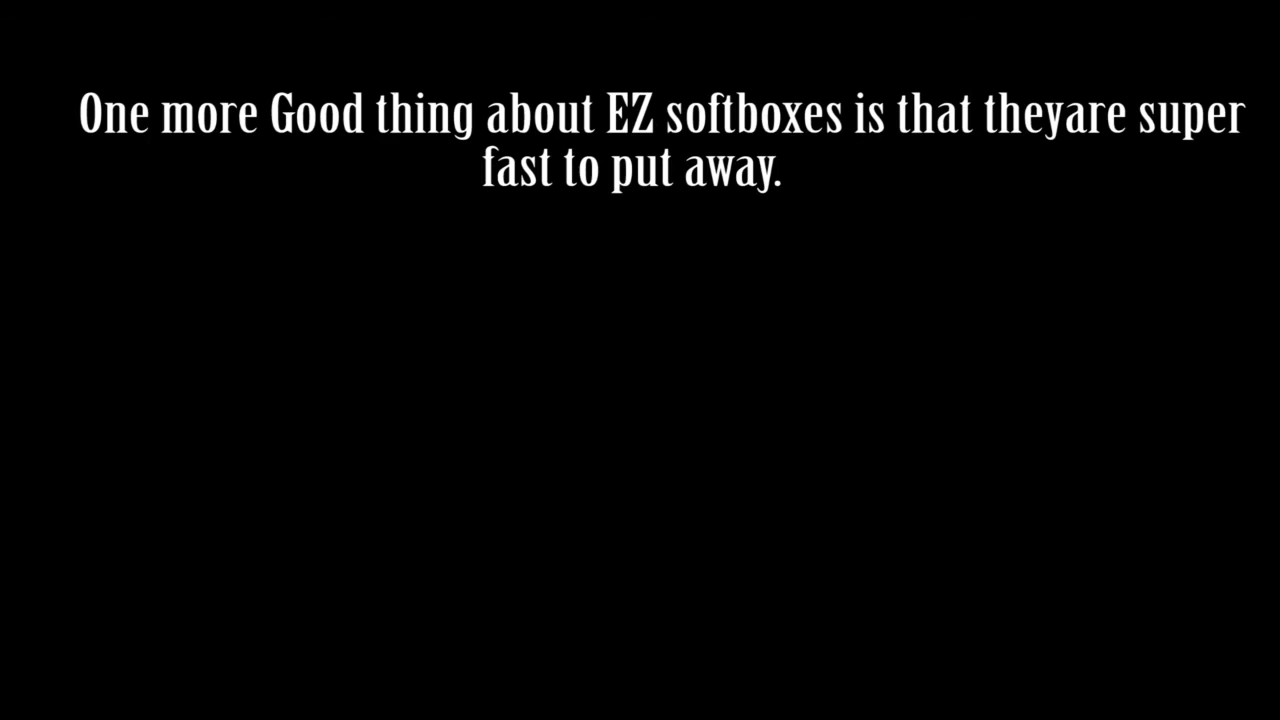 One more Good thing about EZ softboxes is that theyare super
fast to put away.